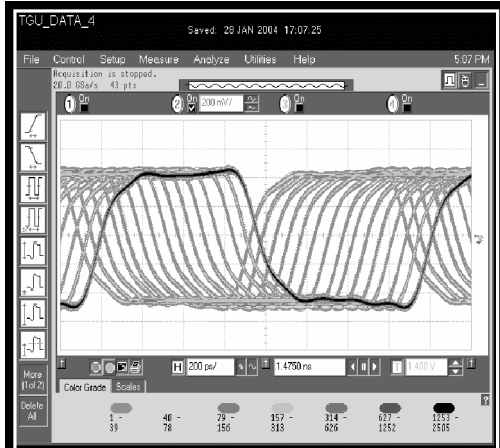 TGU_DATA_4
Saved: 28 JAN 2004 17:07:25
File Control Setup Measure Analyze Utilities Help 5:07 PM
Acquisition is stopped.
20.0 GSa/s 43 pts
1 On 2 On 200 mV/ 3 On 4 On
H 200 ps/ 1.4750 ns 0 T 1.400 V
More
(1 of 2)
Delete
All
Color Grade Scales
1 - 40 - 79 - 157 - 314 - 627 - 1253 -
39 78 156 313 626 1252 2505